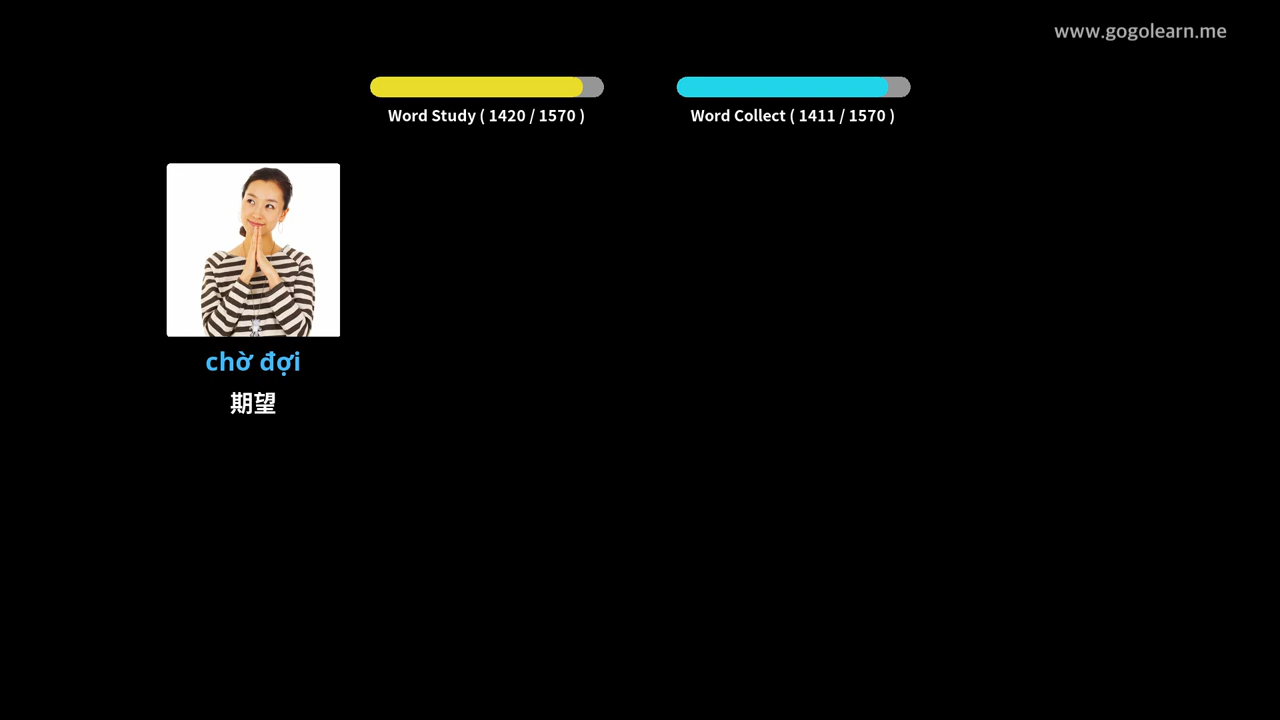 www.gogolearn.me
Word Study ( 1420 / 1570 )
Word Collect ( 1411 / 1570 )
chờ đợi
期望